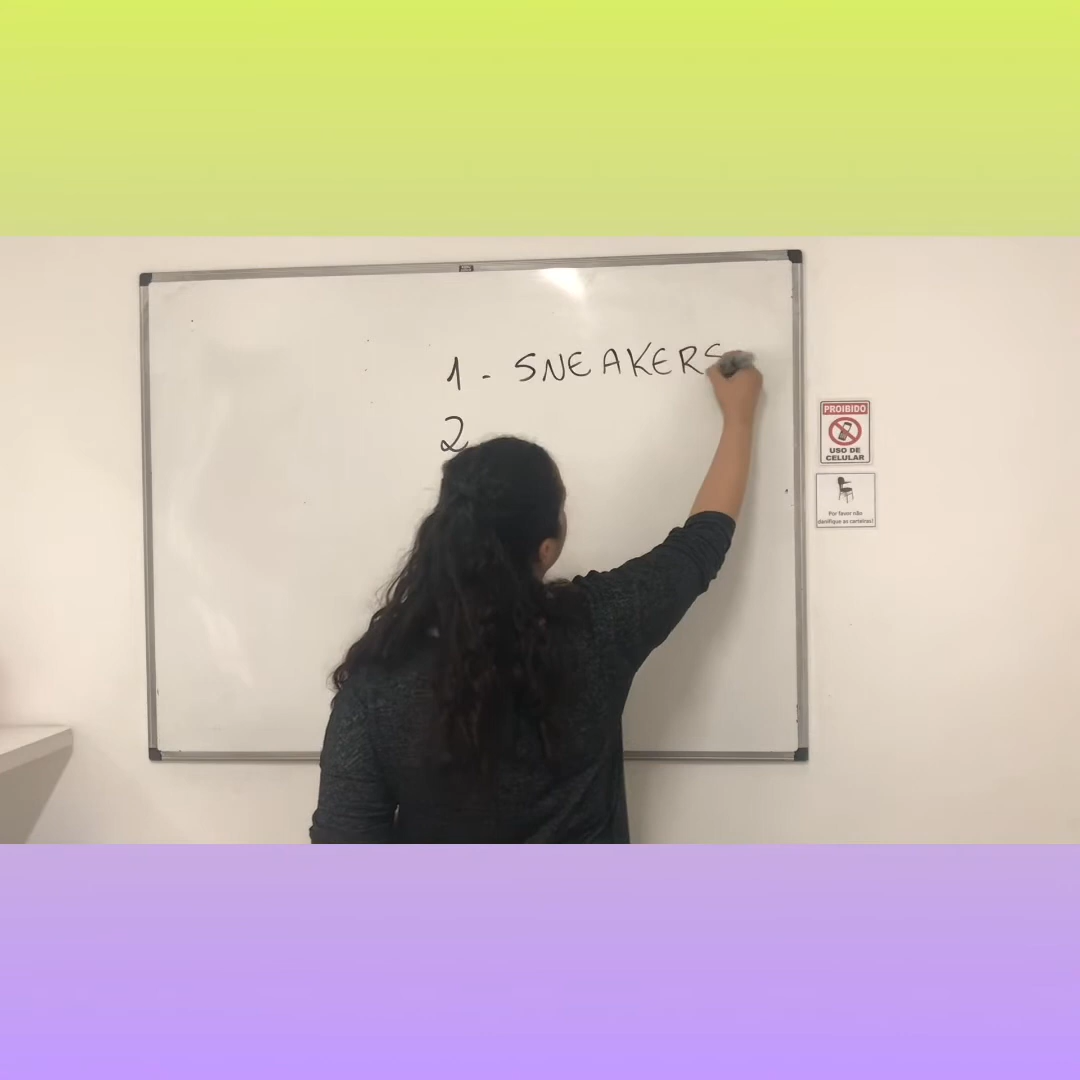 1 - SNEAKERS
2
PROIBIDO
USO DE
CELULAR
Por favor não
danifique as carteiras!